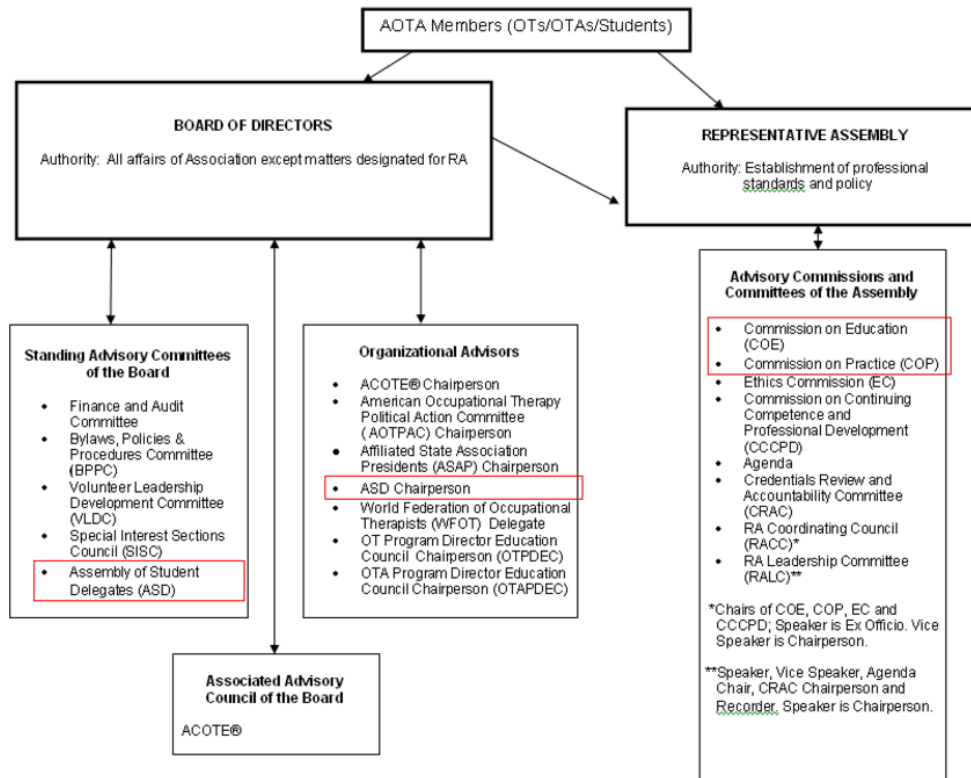 AOTA Members (OTs/OTAs/Students)
BOARD OF DIRECTORS
Authority: All affairs of Association except matters designated for RA
REPRESENTATIVE ASSEMBLY
Authority: Establishment of professional
standards and policy
Standing Advisory Committees
of the Board
• Finance and Audit
Committee
• Bylaws, Policies &
Procedures Committee
(BPPC)
• Volunteer Leadership
Development Committee
(VLDC)
• Special Interest Sections
Council (SISC)
• Assembly of Student
Delegates (ASD)
Organizational Advisors
• ACOTE® Chairperson
• American Occupational Therapy
Political Action Committee
(AOTPAC) Chairperson
• Affiliated State Association
Presidents (ASAP) Chairperson
• ASD Chairperson
• World Federation of Occupational
Therapists (WFOT) Delegate
• OT Program Director Education
Council Chairperson (OTPDEC)
• OTA Program Director Education
Council Chairperson (OTAPDEC)
Advisory Commissions and
Committees of the Assembly
• Commission on Education
(COE)
• Commission on Practice (COP)
• Ethics Commission (EC)
• Commission on Continuing
Competence and
Professional Development
(CCCPD)
• Agenda
• Credentials Review and
Accountability Committee
(CRAC)
• RA Coordinating Council
(RACC)*
• RA Leadership Committee
(RALC)**
*Chairs of COE, COP, EC and
CCCPD; Speaker is Ex Officio. Vice
Speaker is Chairperson.
**Speaker, Vice Speaker, Agenda
Chair, CRAC Chairperson and
Recorder. Speaker is Chairperson.
Associated Advisory
Council of the Board
ACOTE®